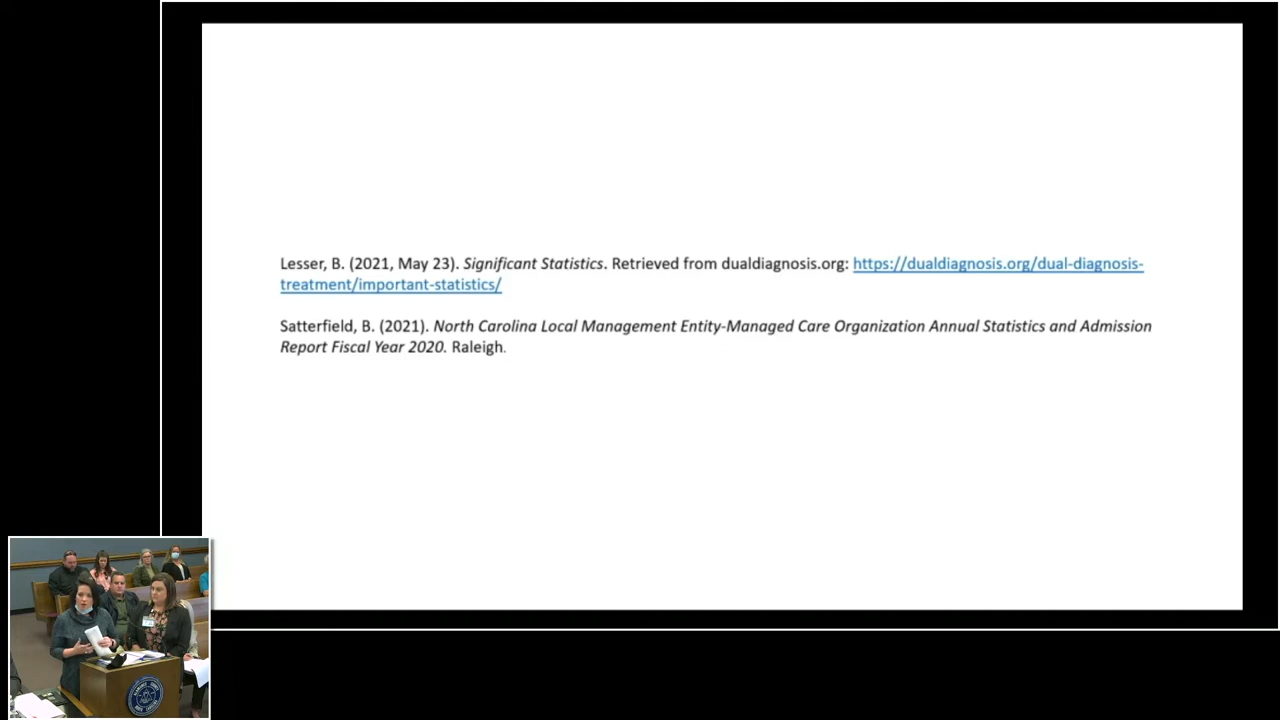 Lesser, B. (2021, May 23). Significant Statistics. Retrieved from dualdiagnosis.org: https://dualdiagnosis.org/dual-diagnosis-
treatment/important-statistics/
Satterfield, B. (2021). North Carolina Local Management Entity-Managed Care Organization Annual Statistics and Admission
Report Fiscal Year 2020. Raleigh.